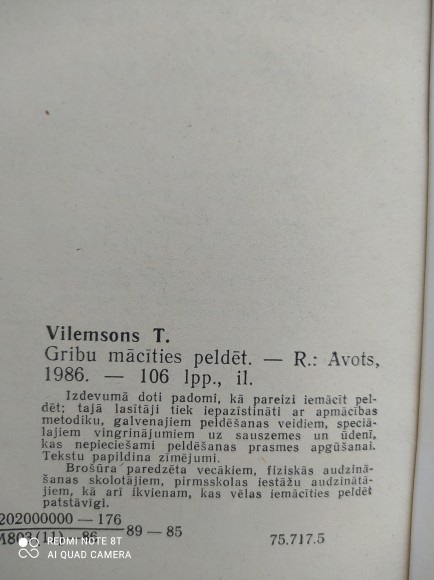 Vilemsons T.
Gribu mācīties peldēt. — R.: Avots,
1986. — 106 lpp., il.
Izdevumā doti padomi, kā pareizi iemācīt pel-
dēt; tajā lasītāji tiek iepazīstināti ar apmācības
metodiku, galvenajiem peldēšanas veidiem, speciā-
lajiem vingrinājumiem uz sauszemes un ūdenī,
kas nepieciešami peldēšanas prasmes apgūšanai.
Tekstu papildina zīmējumi.
Brošūra paredzēta vecākiem, fiziskās audzinā-
šanas skolotājiem, pirmsskolas iestāžu audzinātā-
jiem, kā arī ikvienam, kas vēlas iemācīties peldēt
patstāvīgi.
202000000 — 176
M803(11) — 86 89 — 85 75.717.5
REDMI NOTE 8T
AI QUAD CAMERA